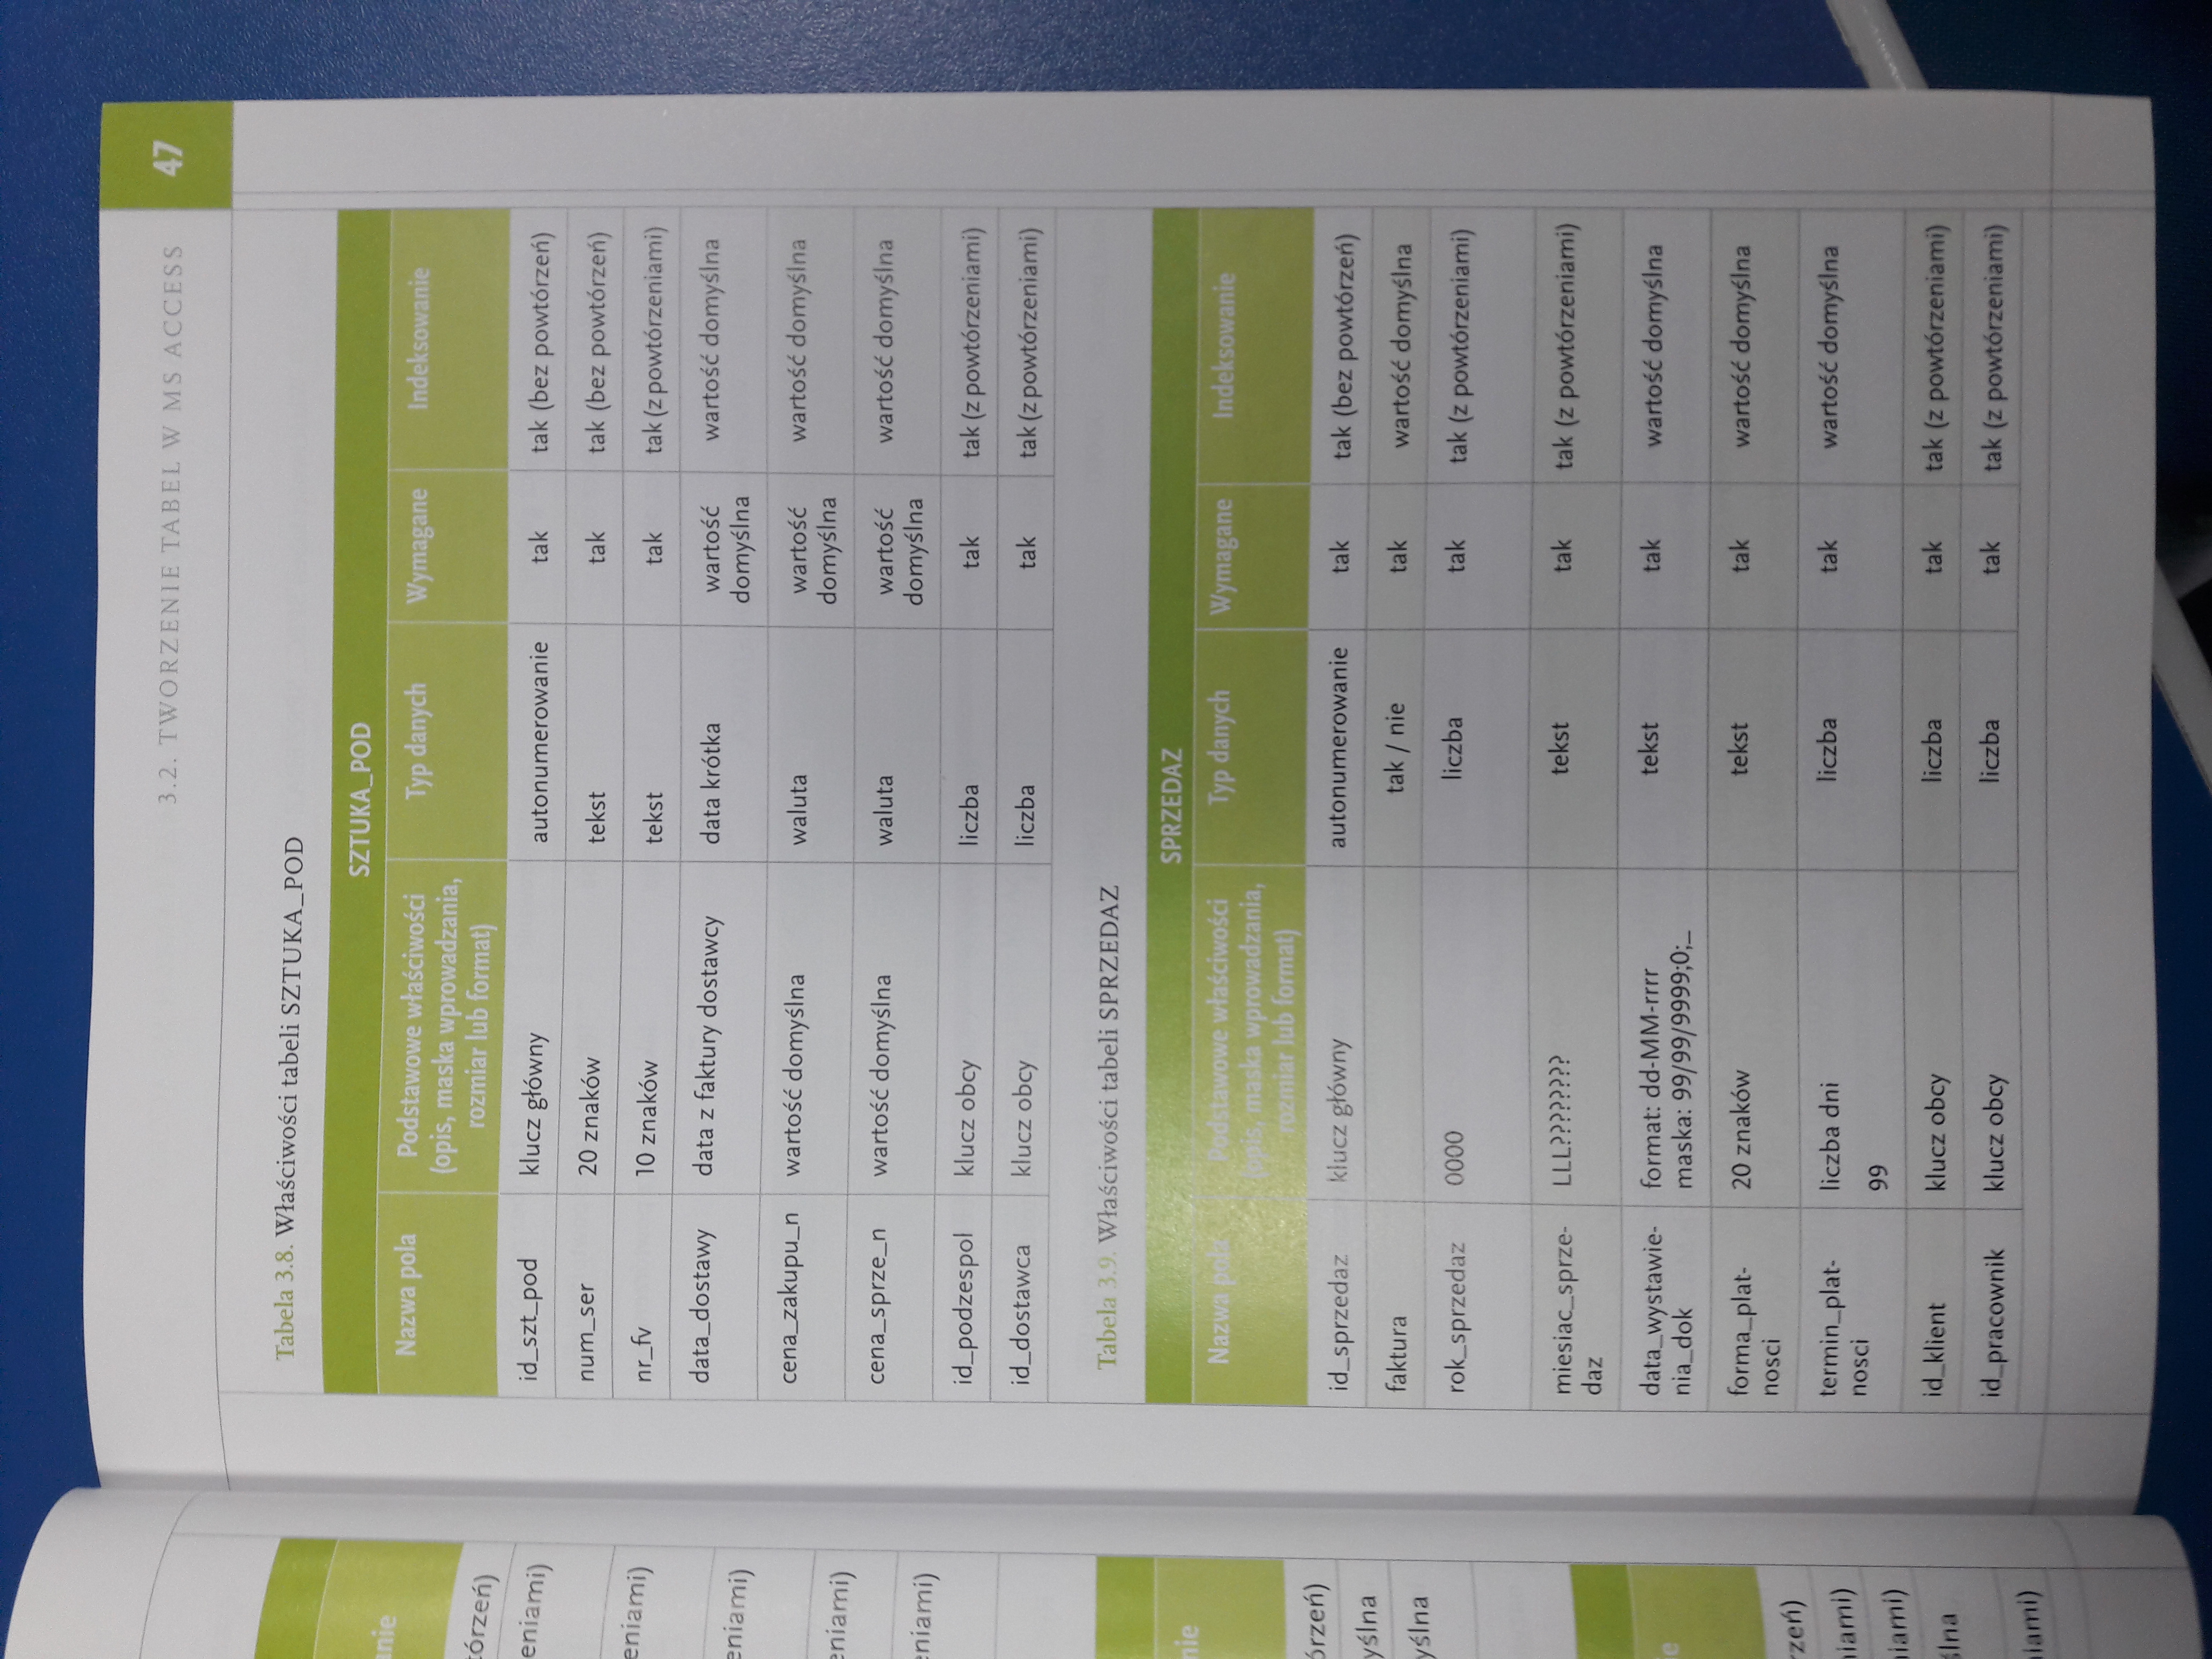 3.2. TWORZENIE TABEL W MS ACCESS 47
Tabela 3.8. Właściwości tabeli SZTUKA_POD
SZTUKA_POD
Nazwa pola Podstawowe właściwości (opis, maska wprowadzania, rozmiar lub format) Typ danych Wymagane Indeksowanie
id_szt_pod klucz główny autonumerowanie tak tak (bez powtórzeń)
num_ser 20 znaków tekst tak tak (bez powtórzeń)
nr_fv 10 znaków tekst tak tak (z powtórzeniami)
data_dostawy data z faktury dostawcy data krótka wartość domyślna wartość domyślna
cena_zakupu_n wartość domyślna waluta wartość domyślna wartość domyślna
cena_sprze_n wartość domyślna waluta wartość domyślna wartość domyślna
id_podzespol klucz obcy liczba tak tak (z powtórzeniami)
id_dostawca klucz obcy liczba tak tak (z powtórzeniami)
Tabela 3.9. Właściwości tabeli SPRZEDAZ
SPRZEDAZ
Nazwa pola Podstawowe właściwości (opis, maska wprowadzania, rozmiar lub format) Typ danych Wymagane Indeksowanie
id_sprzedaz klucz główny autonumerowanie tak tak (bez powtórzeń)
faktura tak / nie tak wartość domyślna
rok_sprzedaz 0000 liczba tak tak (z powtórzeniami)
miesiac_sprze-
daz LLL???????? tekst tak tak (z powtórzeniami)
data_wystawie- format: dd-MM-rrrr tekst tak wartość domyślna
nia_dok maska: 99/99/9999;0;_
forma_plat- 20 znaków tekst tak wartość domyślna
nosci
termin_plat- liczba dni liczba tak wartość domyślna
nosci
99
id_klient klucz obcy liczba tak tak (z powtórzeniami)
id_pracownik klucz obcy liczba tak tak (z powtórzeniami)